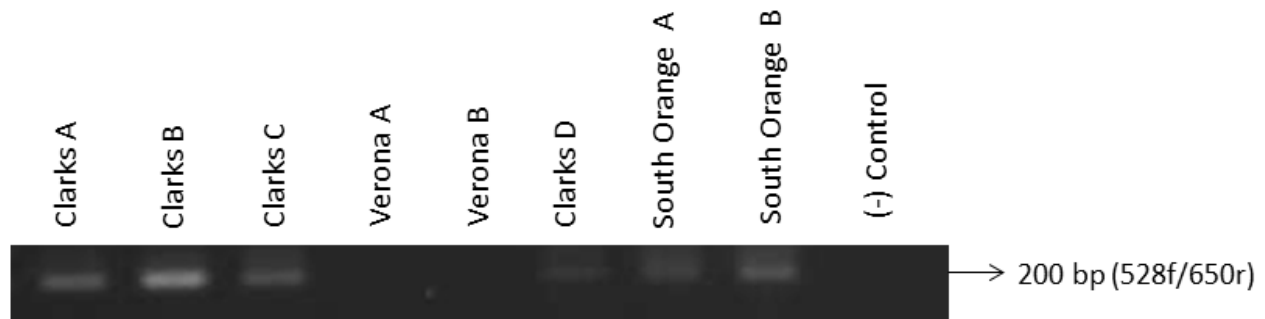 Clarks A
Clarks B
Clarks C
Verona A
Verona B
Clarks D
South Orange A
South Orange B
(-) Control
200 bp (528f/650r)